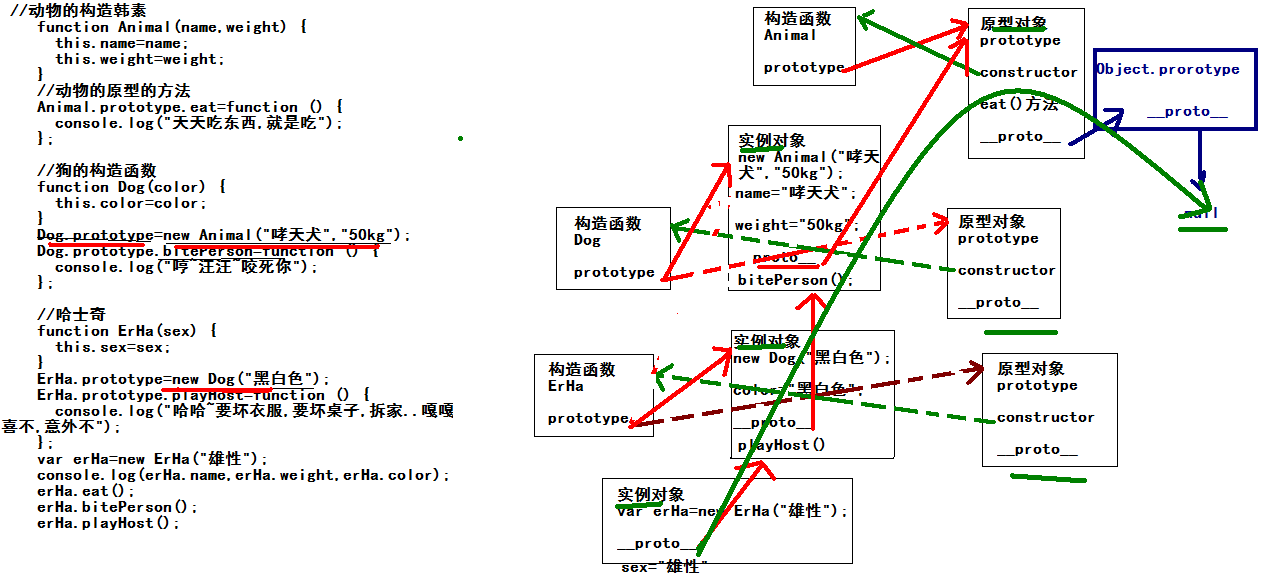 //动物的构造韩素
function Animal(name,weight) {
this.name=name;
this.weight=weight;
}
//动物的原型的方法
Animal.prototype.eat=function () {
console.log("天天吃东西,就是吃");
};
//狗的构造函数
function Dog(color) {
this.color=color;
}
Dog.prototype=new Animal("哮天犬","50kg");
Dog.prototype.bitePerson=function () {
console.log("哼~汪汪~咬死你");
};
//哈士奇
function ErHa(sex) {
this.sex=sex;
}
ErHa.prototype=new Dog("黑白色");
ErHa.prototype.playHost=function () {
console.log("哈哈~要坏衣服,要坏桌子,拆家..嘎嘎
喜不,意外不");
};
var erHa=new ErHa("雄性");
console.log(erHa.name,erHa.weight,erHa.color);
erHa.eat();
erHa.bitePerson();
erHa.playHost();
构造函数
Animal
prototype
原型对象
prototype
constructor
eat()方法
__proto__
Object.prorotype
__proto__
null
实例对象
new Animal("哮天
犬","50kg");
name="哮天犬";
weight="50kg";
__proto__
bitePerson();
构造函数
Dog
prototype
原型对象
prototype
constructor
__proto__
实例对象
new Dog("黑白色");
color="黑白色";
__proto__
playHost()
构造函数
ErHa
prototype
原型对象
prototype
constructor
__proto__
实例对象
var erHa=new ErHa("雄性");
__proto__
sex="雄性"